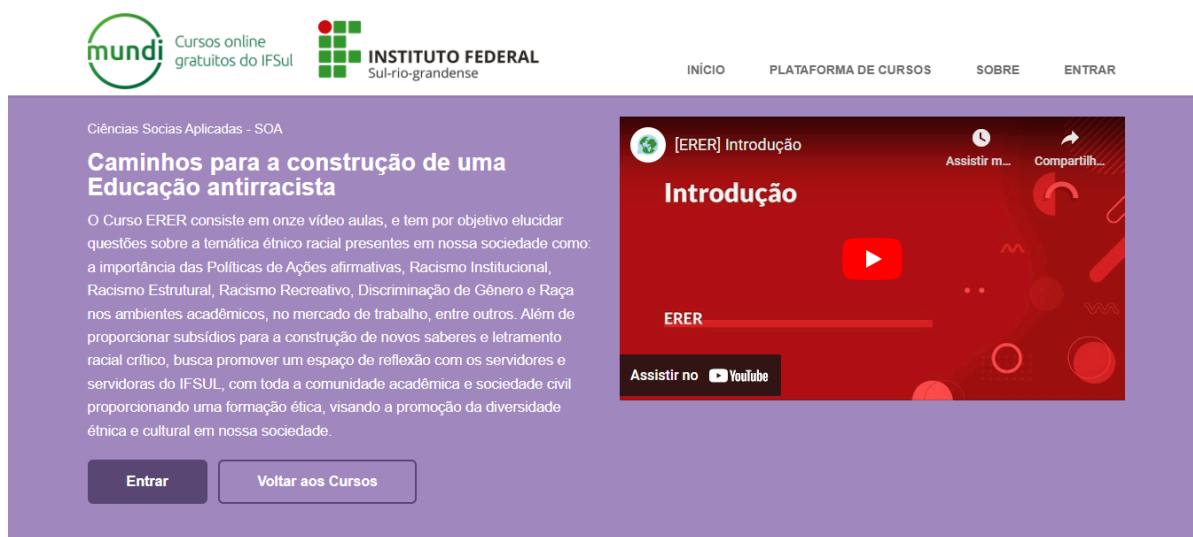 mundi
Cursos online
gratuitos do IFSul
INSTITUTO FEDERAL
Sul-rio-grandense
INÍCIO PLATAFORMA DE CURSOS SOBRE ENTRAR
Ciências Socias Aplicadas - SOA
Caminhos para a construção de uma
Educação antirracista
O Curso ERER consiste em onze vídeo aulas, e tem por objetivo elucidar
questões sobre a temática étnico racial presentes em nossa sociedade como:
a importância das Políticas de Ações afirmativas, Racismo Institucional,
Racismo Estrutural, Racismo Recreativo, Discriminação de Gênero e Raça
nos ambientes acadêmicos, no mercado de trabalho, entre outros. Além de
proporcionar subsídios para a construção de novos saberes e letramento
racial crítico, busca promover um espaço de reflexão com os servidores e
servidoras do IFSUL, com toda a comunidade acadêmica e sociedade civil
proporcionando uma formação ética, visando a promoção da diversidade
étnica e cultural em nossa sociedade.
Entrar
Voltar aos Cursos
[ERER] Introdução
Assistir m...
Compartilh...
Introdução
ERER
Assistir no YouTube